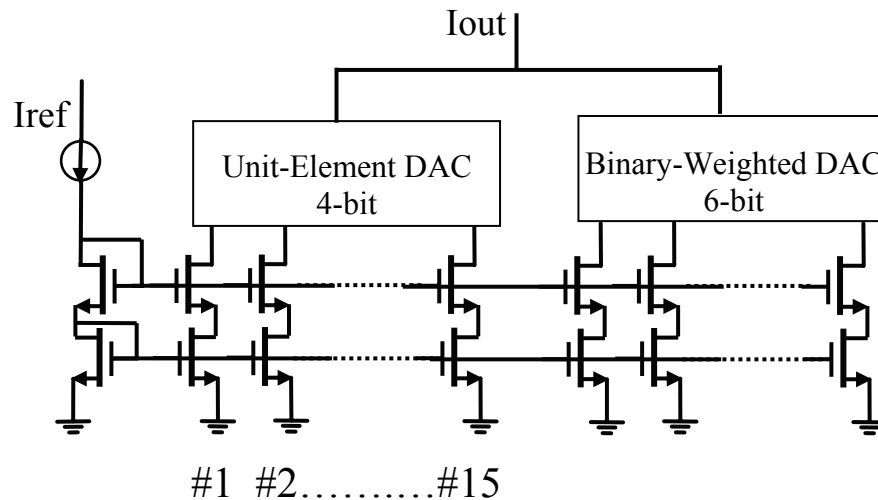 Iout
Iref
Unit-Element DAC
4-bit
Binary-Weighted DAC
6-bit
#1 #2...........#15